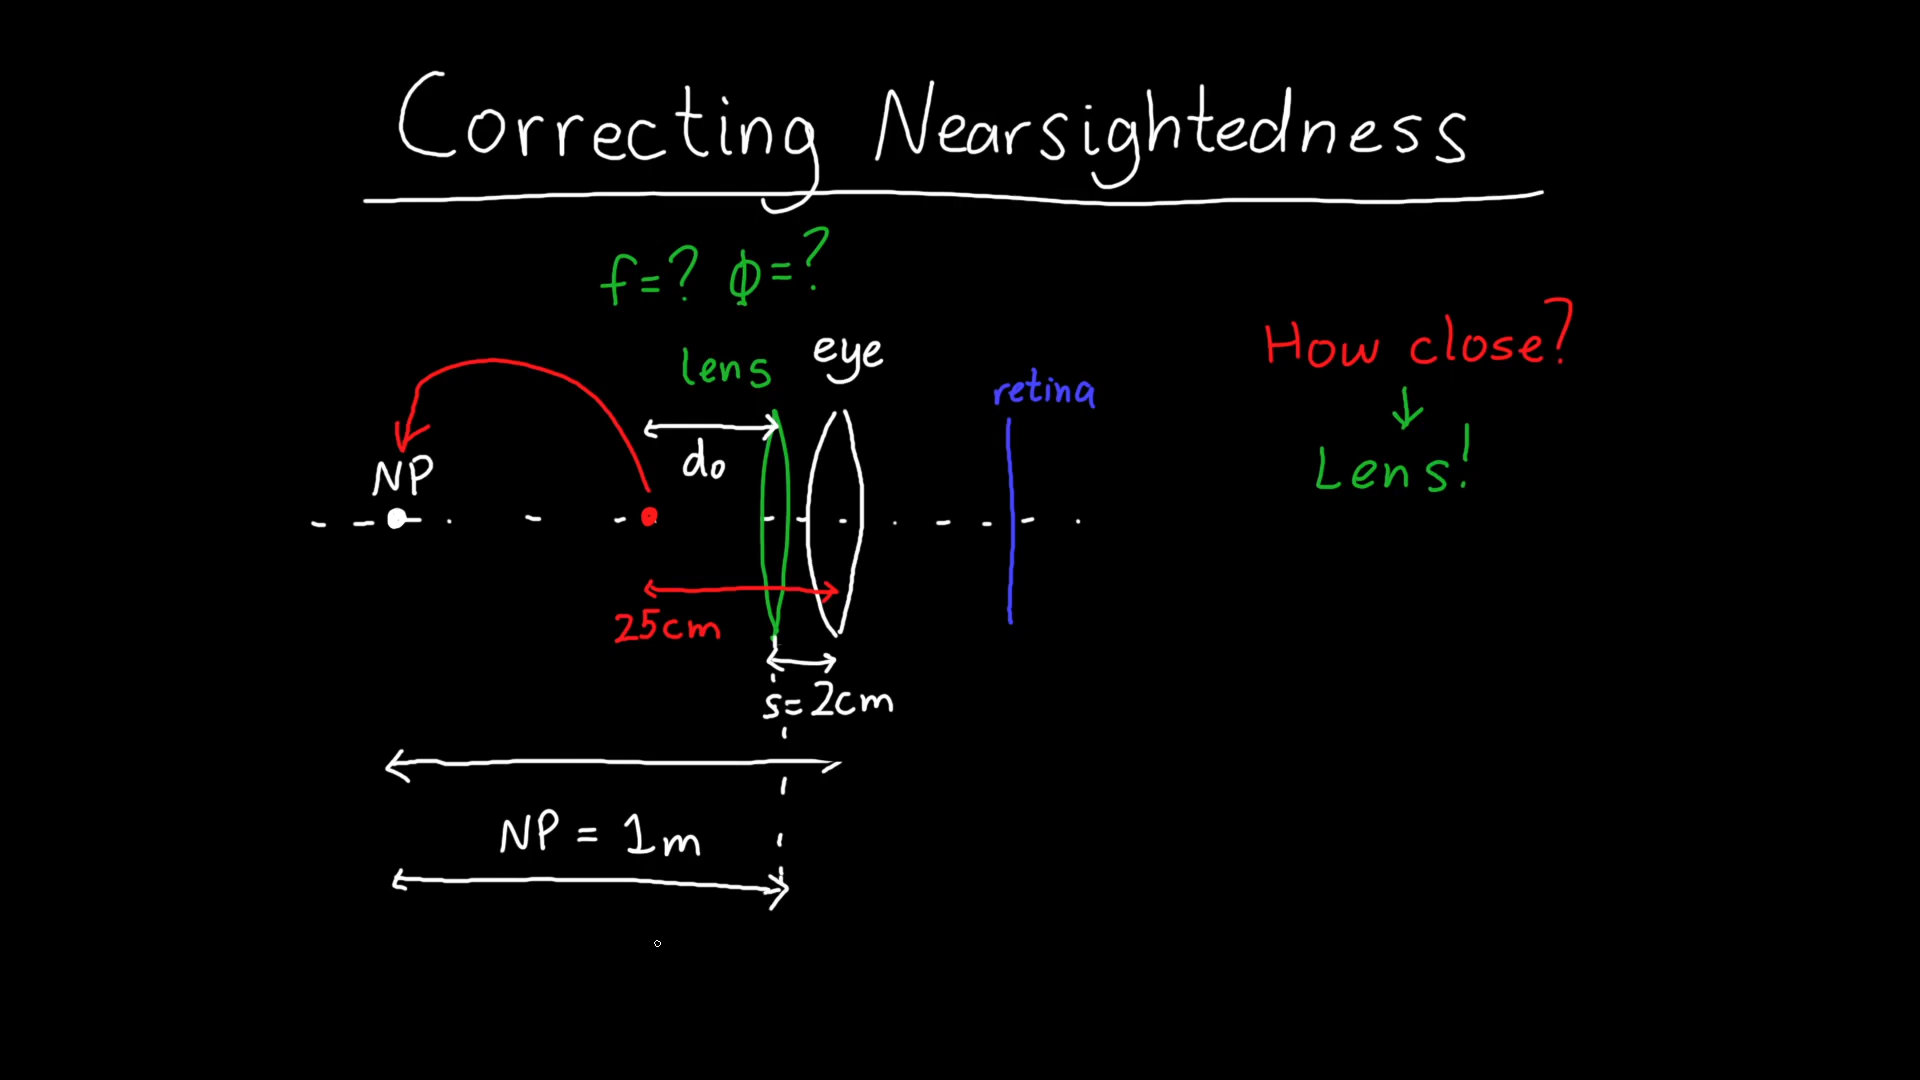 Correcting Nearsightedness
f=? ϕ=?
How close?
eye
lens
retina
do
Lens!
NP
25cm
s=2cm
NP = 1m